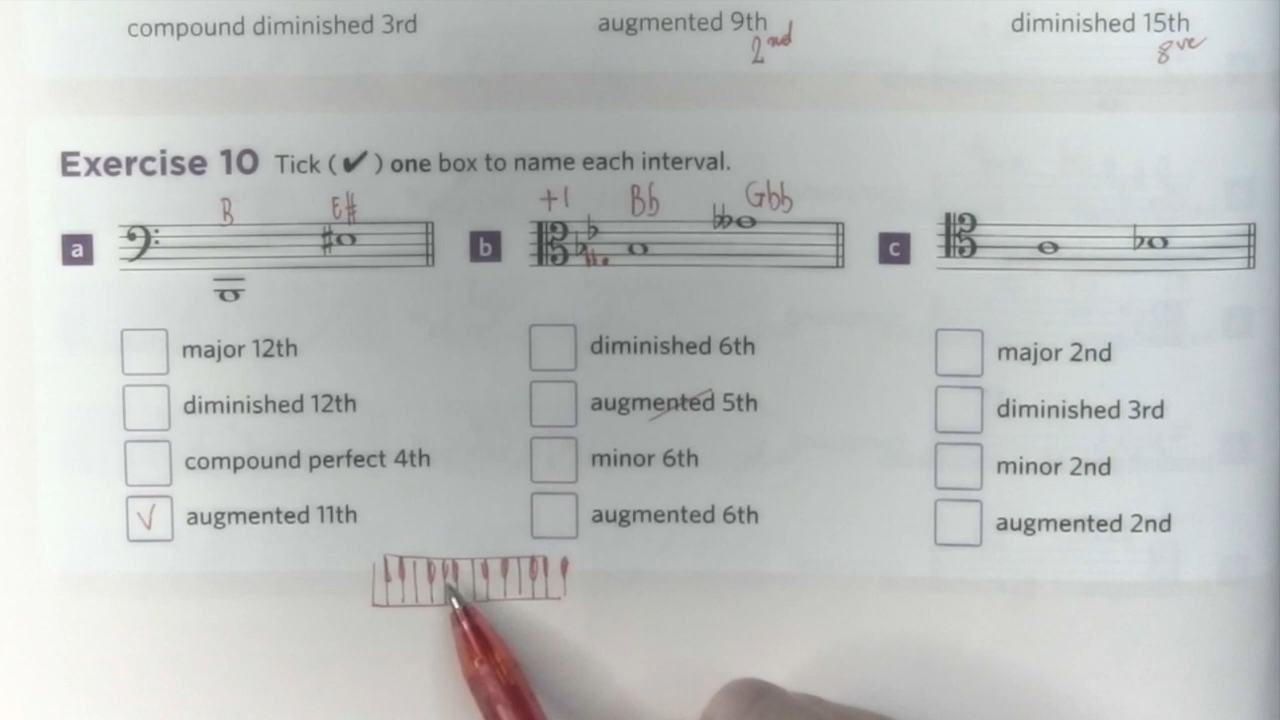 compound diminished 3rd
augmented 9th
diminished 15th
2nd
8ve
Exercise 10 Tick (✔) one box to name each interval.
B E#
+1 Bb Gbb
a
b
c
major 12th
diminished 12th
compound perfect 4th
√ augmented 11th
diminished 6th
augmented 5th
minor 6th
augmented 6th
major 2nd
diminished 3rd
minor 2nd
augmented 2nd